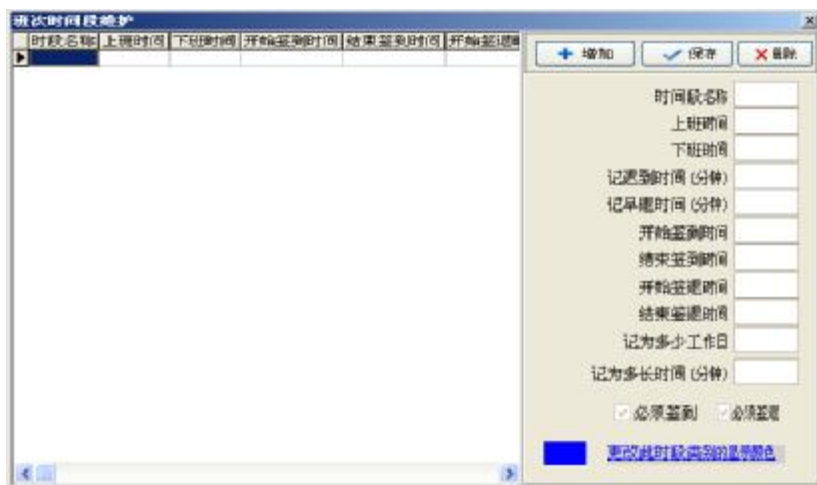 班次时间段维护
时段名称 上班时间 下班时间 开始签到时间 结束签到时间 开始签退
增加 保存 删除
时间段名称
上班时间
下班时间
记迟到时间(分钟)
记早退时间(分钟)
开始签到时间
结束签到时间
开始签退时间
结束签退时间
记为多少工作日
记为多长时间(分钟)
必须签到 必须签退
更改此时段类别的显示颜色